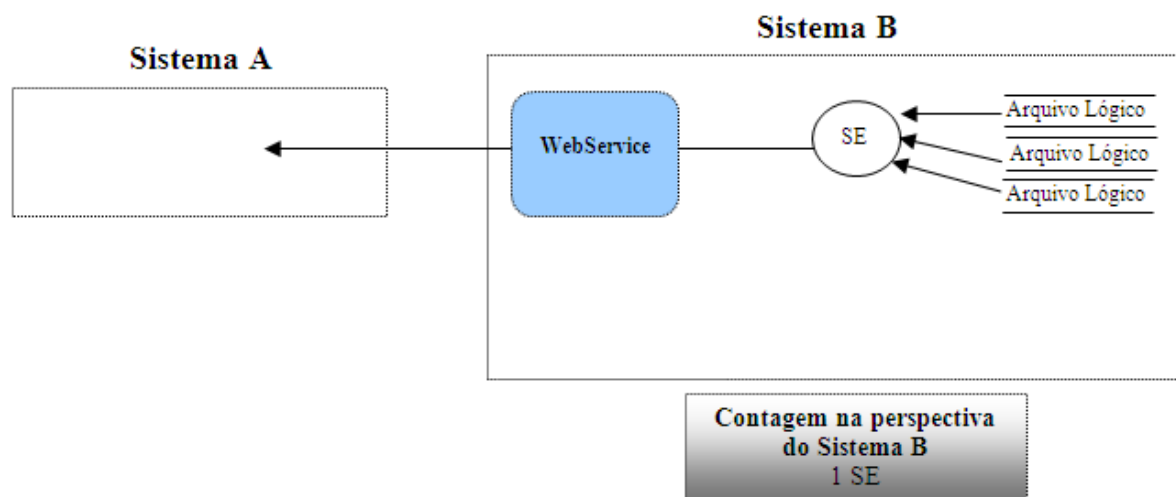 Sistema A
Sistema B
WebService
SE
Arquivo Lógico
Arquivo Lógico
Arquivo Lógico
Contagem na perspectiva
do Sistema B
1 SE